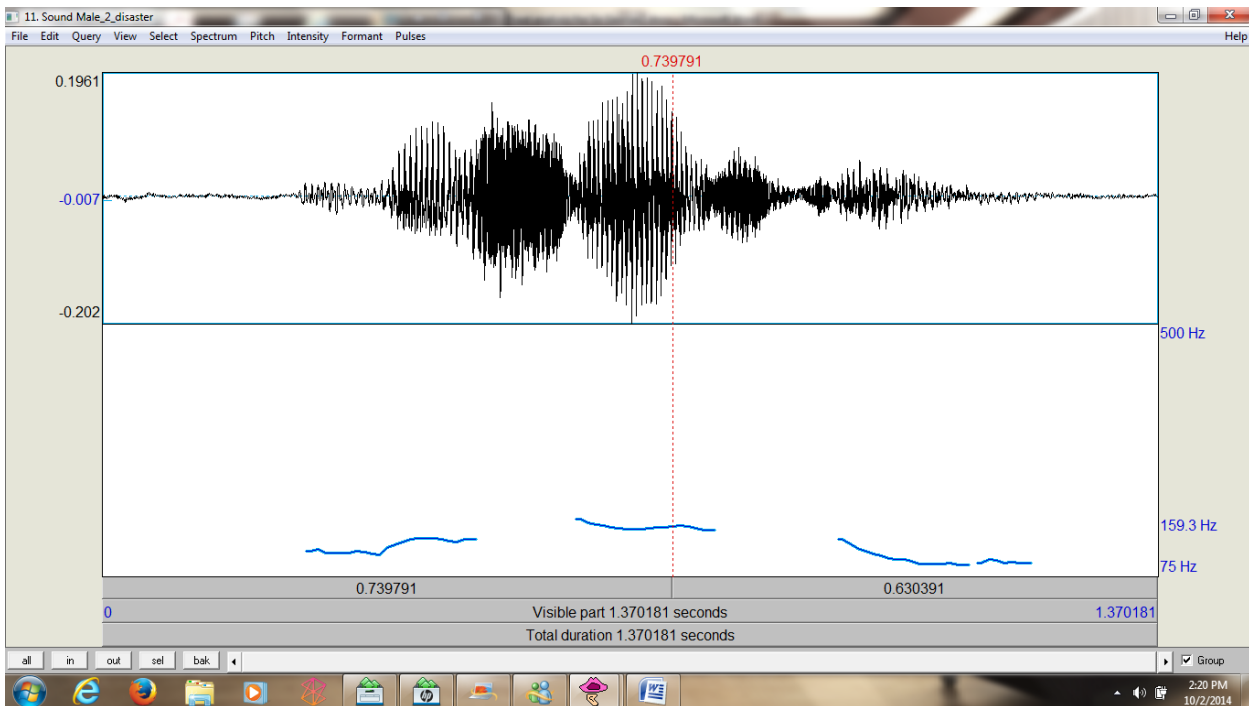 11. Sound Male_2_disaster
File Edit Query View Select Spectrum Pitch Intensity Formant Pulses Help
0.739791
0.1961
-0.007
-0.202
500 Hz
159.3 Hz
75 Hz
0.739791 0.630391
0 Visible part 1.370181 seconds 1.370181
Total duration 1.370181 seconds
all in out sel bak Group
2:20 PM
10/2/2014